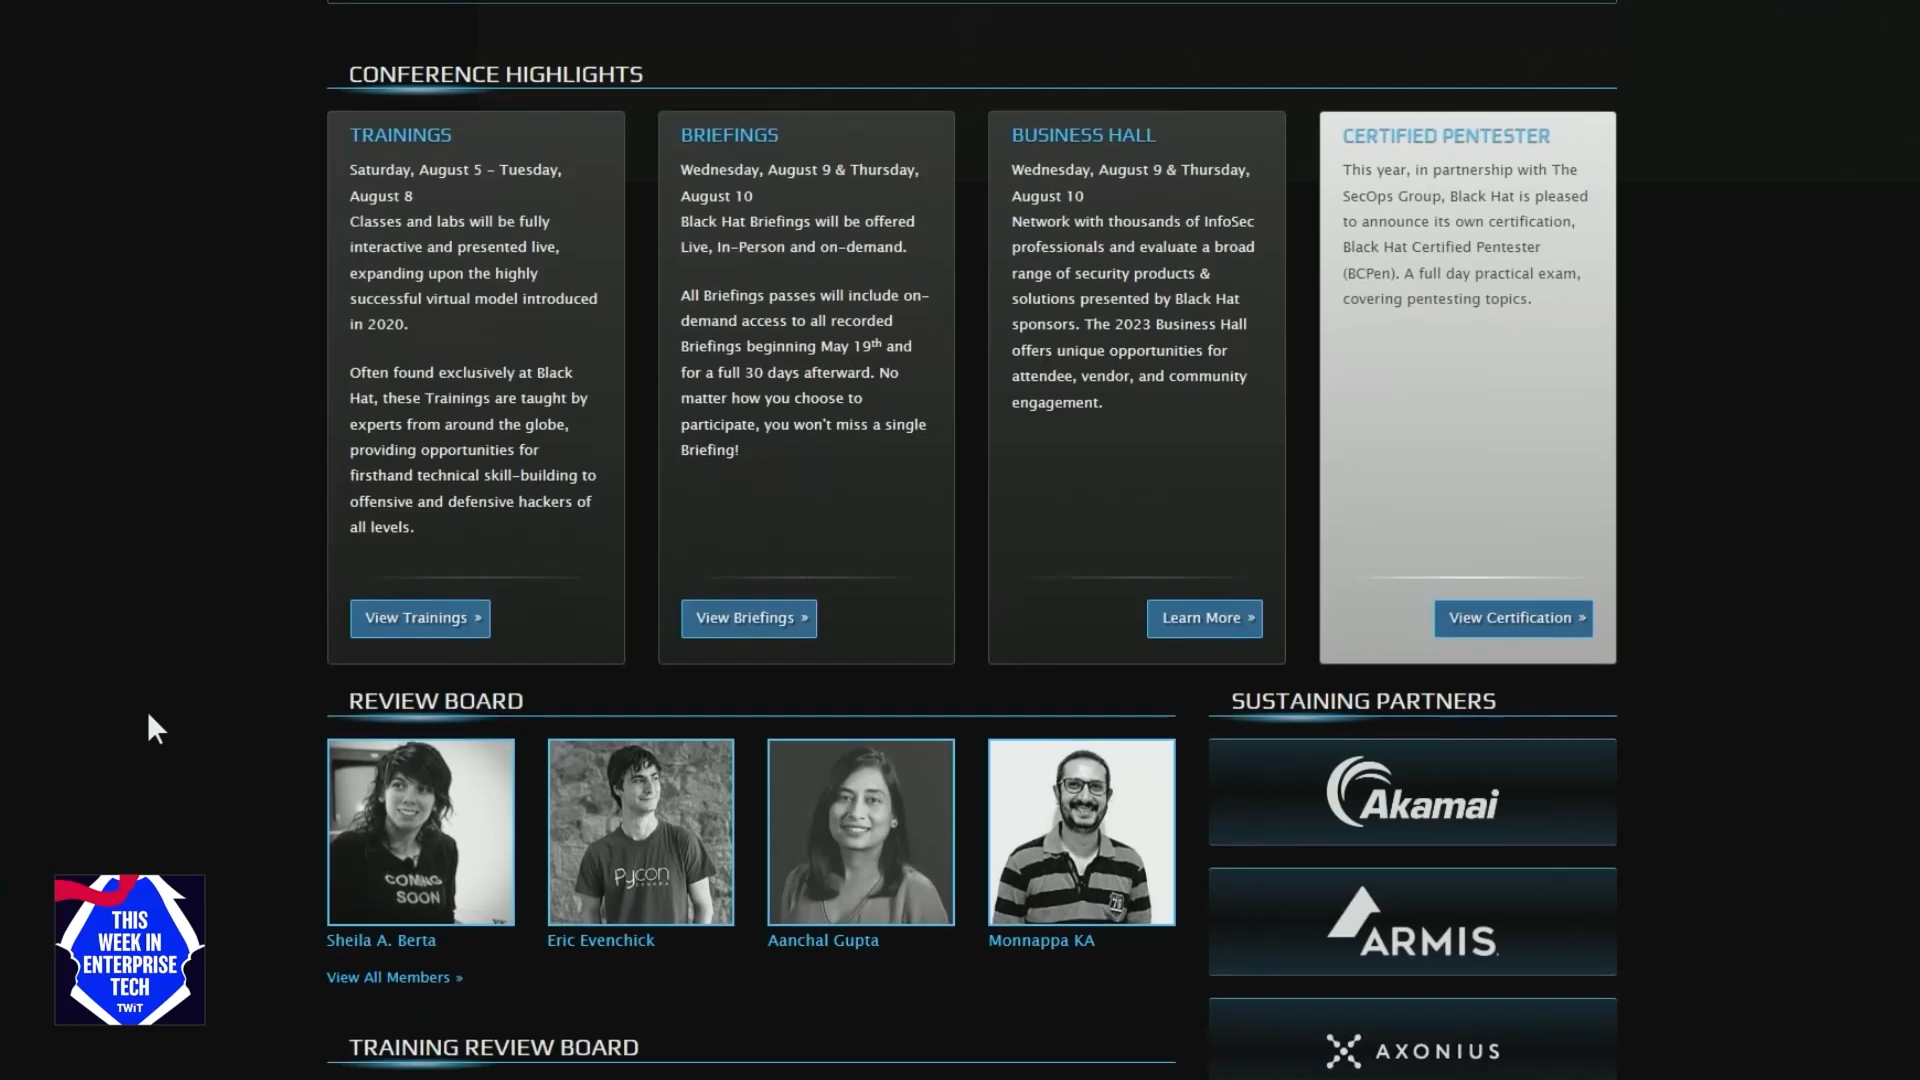 CONFERENCE HIGHLIGHTS
TRAININGS
Saturday, August 5 – Tuesday,
August 8
Classes and labs will be fully
interactive and presented live,
expanding upon the highly
successful virtual model introduced
in 2020.
Often found exclusively at Black
Hat, these Trainings are taught by
experts from around the globe,
providing opportunities for
firsthand technical skill-building to
offensive and defensive hackers of
all levels.
View Trainings »
BRIEFINGS
Wednesday, August 9 & Thursday,
August 10
Black Hat Briefings will be offered
Live, In-Person and on-demand.
All Briefings passes will include on-
demand access to all recorded
Briefings beginning May 19th and
for a full 30 days afterward. No
matter how you choose to
participate, you won't miss a single
Briefing!
View Briefings »
BUSINESS HALL
Wednesday, August 9 & Thursday,
August 10
Network with thousands of InfoSec
professionals and evaluate a broad
range of security products &
solutions presented by Black Hat
sponsors. The 2023 Business Hall
offers unique opportunities for
attendee, vendor, and community
engagement.
Learn More »
CERTIFIED PENTESTER
This year, in partnership with The
SecOps Group, Black Hat is pleased
to announce its own certification,
Black Hat Certified Pentester
(BCPen). A full day practical exam,
covering pentesting topics.
View Certification »
REVIEW BOARD
COMING
SOON
Pycon
CANADA
Sheila A. Berta
Eric Evenchick
Aanchal Gupta
Monnappa KA
View All Members »
TRAINING REVIEW BOARD
SUSTAINING PARTNERS
Akamai
ARMIS
AXONIUS
THIS
WEEK IN
ENTERPRISE
TECH
TWiT